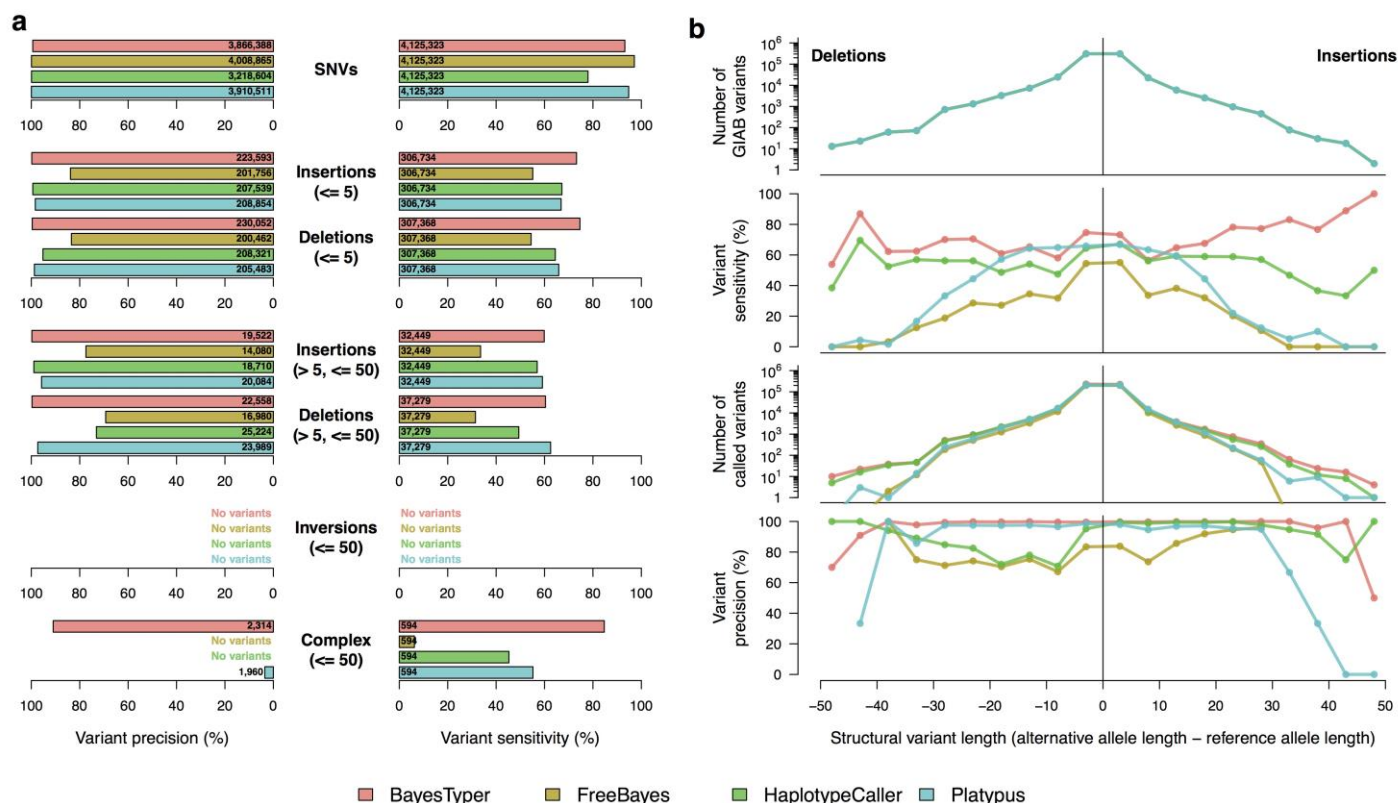 a
3,866,388
4,008,865
3,218,604
3,910,511
SNVs
4,125,323
4,125,323
4,125,323
4,125,323
100 80 60 40 20 0
0 20 40 60 80 100
223,593
201,756
207,539
208,854
Insertions
(<= 5)
306,734
306,734
306,734
306,734
230,052
200,462
208,321
205,483
Deletions
(<= 5)
307,368
307,368
307,368
307,368
100 80 60 40 20 0
0 20 40 60 80 100
19,522
14,080
18,710
20,084
Insertions
(> 5, <= 50)
32,449
32,449
32,449
32,449
22,558
16,980
25,224
23,989
Deletions
(> 5, <= 50)
37,279
37,279
37,279
37,279
100 80 60 40 20 0
0 20 40 60 80 100
No variants
No variants
No variants
No variants
Inversions
(<= 50)
No variants
No variants
No variants
No variants
100 80 60 40 20 0
0 20 40 60 80 100
2,314
No variants
No variants
1,960
Complex
(<= 50)
594
594
594
594
100 80 60 40 20 0
0 20 40 60 80 100
Variant precision (%)
Variant sensitivity (%)
b
Deletions
Insertions
Number of
GIAB variants
10^6
10^5
10^4
10^3
10^2
10^1
1
Variant
sensitivity (%)
100
80
60
40
20
0
Number of
called variants
10^6
10^5
10^4
10^3
10^2
10^1
1
Variant
precision (%)
100
80
60
40
20
0
−50 −40 −30 −20 −10 0 10 20 30 40 50
Structural variant length (alternative allele length − reference allele length)
BayesTyper FreeBayes HaplotypeCaller Platypus